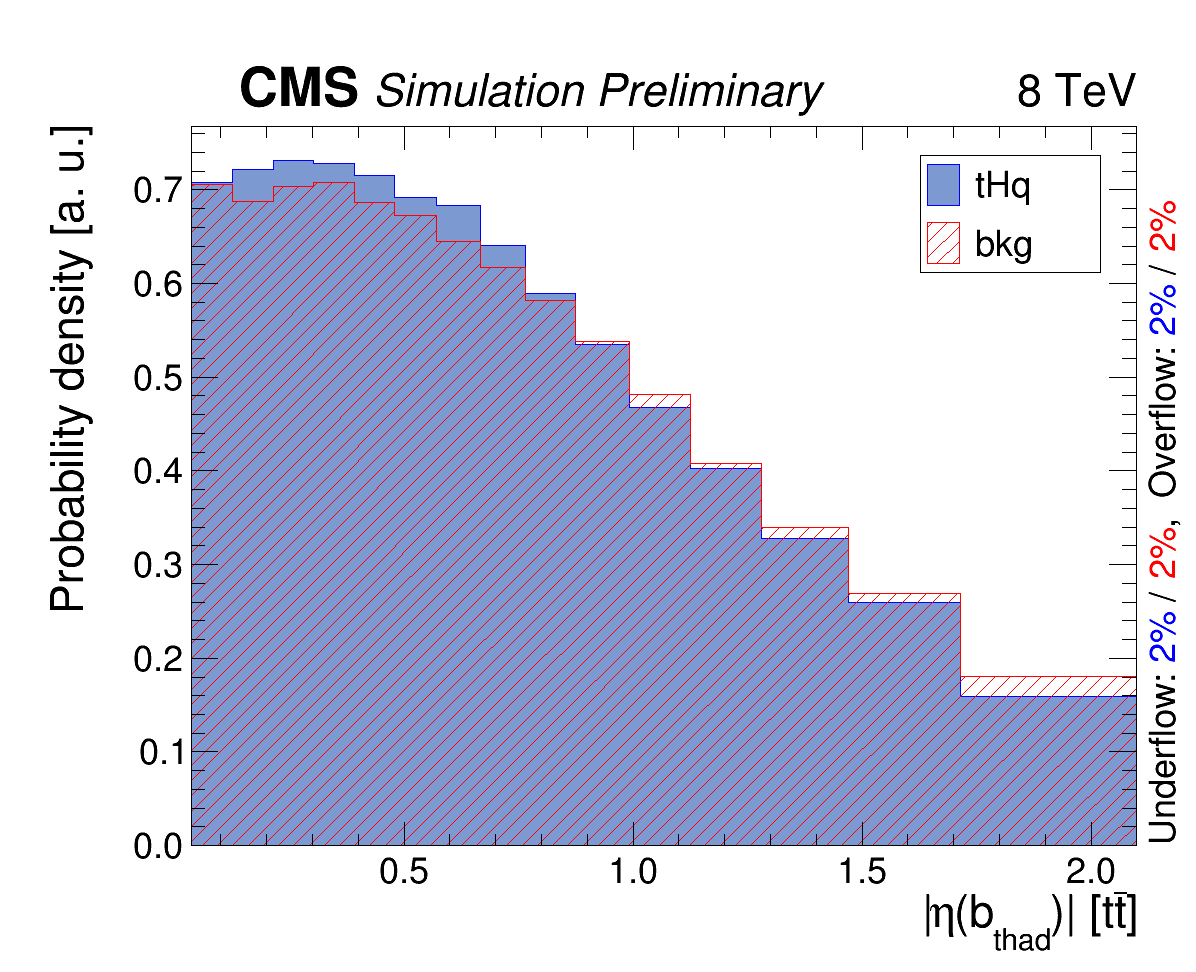 CMS Simulation Preliminary 8 TeV
Probability density [a. u.]
0.7
0.6
0.5
0.4
0.3
0.2
0.1
0.0
tHq
bkg
0.5 1.0 1.5 2.0
|η(b_thad)| [tt̄]
Underflow: 2% / 2%, Overflow: 2% / 2%